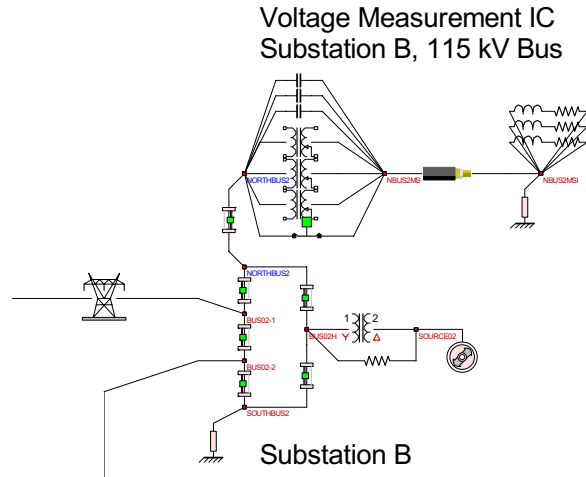 Voltage Measurement IC
Substation B, 115 kV Bus
NORTHBUS2
NBUS2MS
NBUS2MSI
NORTHBUS2
BUS02-1
1 2
BUS02H
SOURCE02
BUS02-2
SOUTHBUS2
Substation B